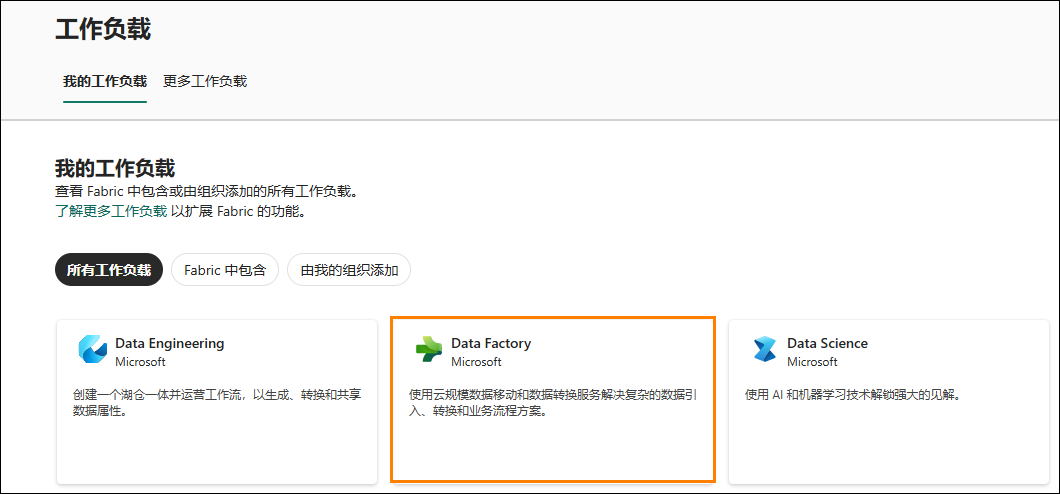 工作负载
我的工作负载 更多工作负载
我的工作负载
查看 Fabric 中包含或由组织添加的所有工作负载。
了解更多工作负载 以扩展 Fabric 的功能。
所有工作负载 Fabric 中包含 由我的组织添加
Data Engineering
Microsoft
创建一个湖仓一体并运营工作流，以生成、转换和共享
数据属性。
Data Factory
Microsoft
使用云规模数据移动和数据转换服务解决复杂的数据引
入、转换和业务流程方案。
Data Science
Microsoft
使用 AI 和机器学习技术解锁强大的见解。